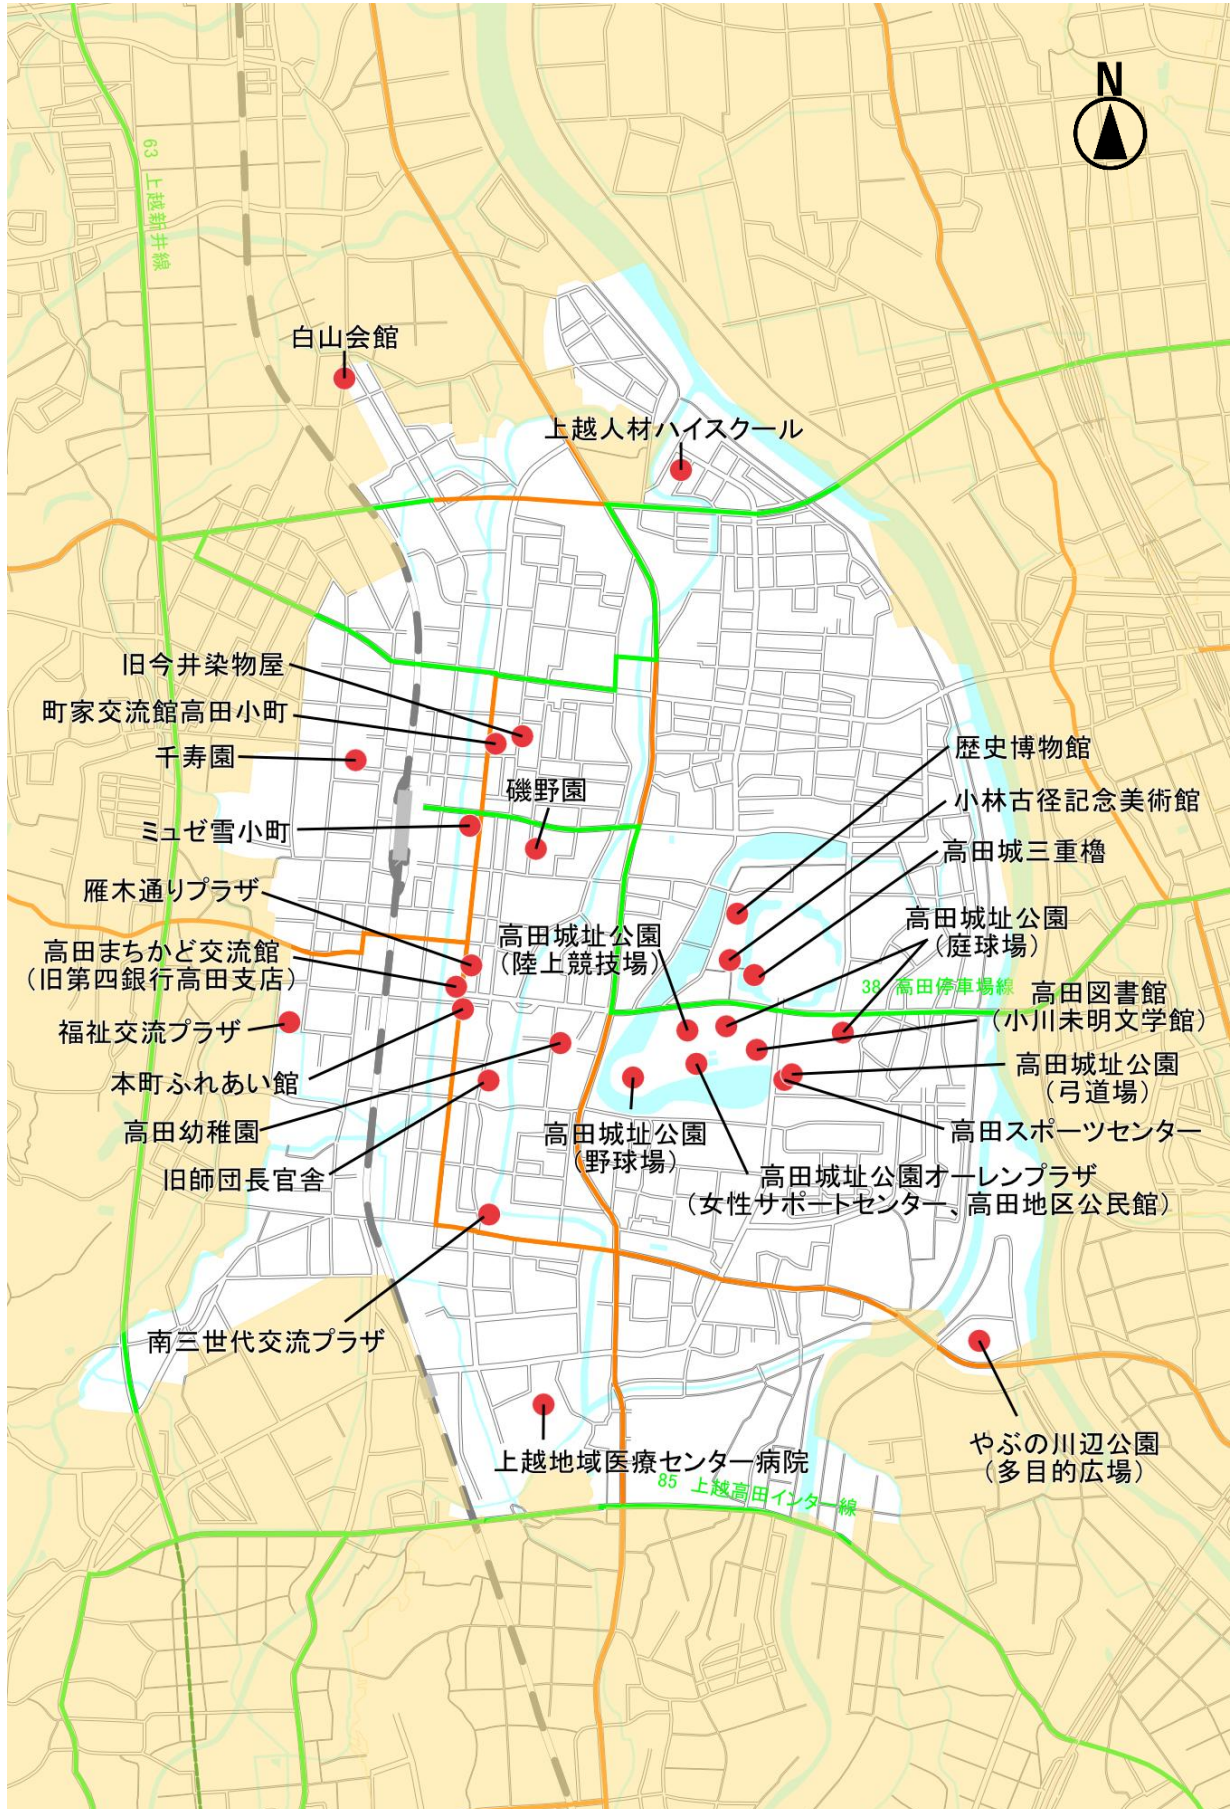 N
63 上越新井線
白山会館
上越人材ハイスクール
旧今井染物屋
町家交流館高田小町
千寿園
歴史博物館
磯野園
小林古径記念美術館
ミュゼ雪小町
高田城三重櫓
雁木通りプラザ
高田城址公園
(庭球場)
高田城址公園
(陸上競技場)
高田まちかど交流館
(旧第四銀行高田支店)
38 高田停車場線
高田図書館
(小川未明文学館)
福祉交流プラザ
高田城址公園
(弓道場)
本町ふれあい館
高田幼稚園
高田スポーツセンター
高田城址公園
(野球場)
旧師団長官舎
高田城址公園オーレンプラザ
(女性サポートセンター、高田地区公民館)
南三世代交流プラザ
やぶの川辺公園
(多目的広場)
上越地域医療センター病院
85 上越高田インター線